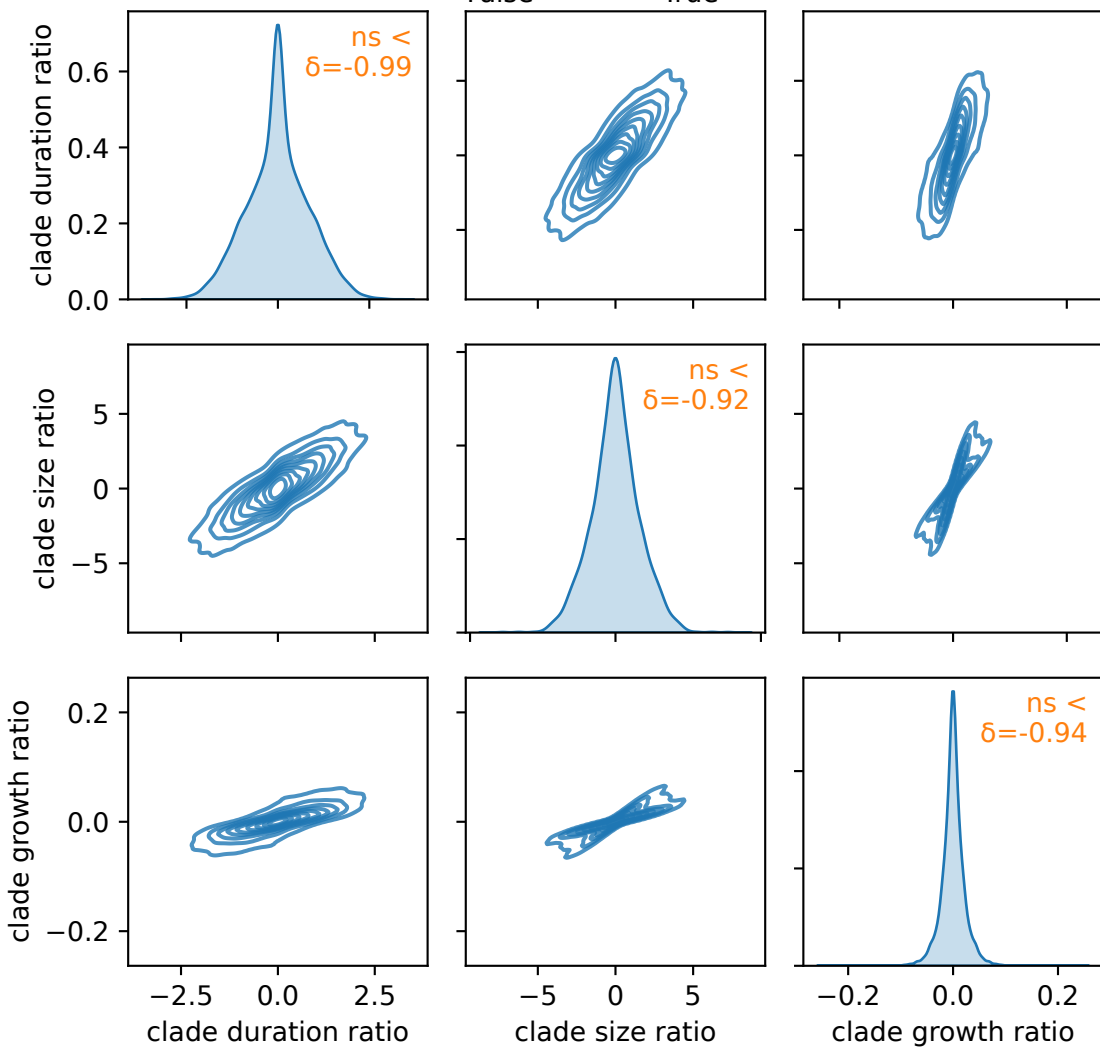 clade duration ratio
0.6
0.4
0.2
0.0
ns <
δ=-0.99
clade size ratio
5
0
−5
ns <
δ=-0.92
clade growth ratio
0.2
0.0
−0.2
ns <
δ=-0.94
−2.5 0.0 2.5
clade duration ratio
−5 0 5
clade size ratio
−0.2 0.0 0.2
clade growth ratio